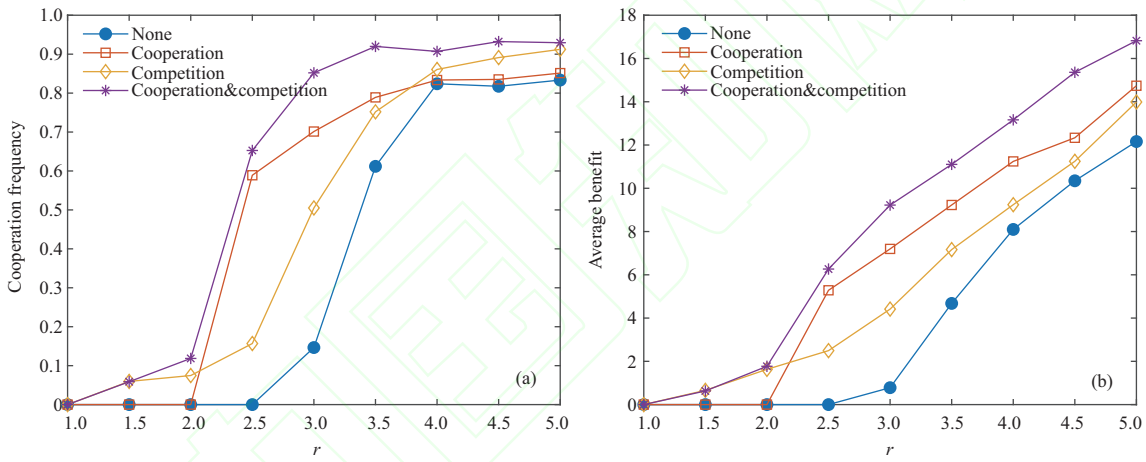 1.0
0.9
0.8
0.7
0.6
0.5
0.4
0.3
0.2
0.1
0
Cooperation frequency
None
Cooperation
Competition
Cooperation&competition
(a)
1.0 1.5 2.0 2.5 3.0 3.5 4.0 4.5 5.0
r
18
16
14
12
10
8
6
4
2
0
Average benefit
None
Cooperation
Competition
Cooperation&competition
(b)
1.0 1.5 2.0 2.5 3.0 3.5 4.0 4.5 5.0
r